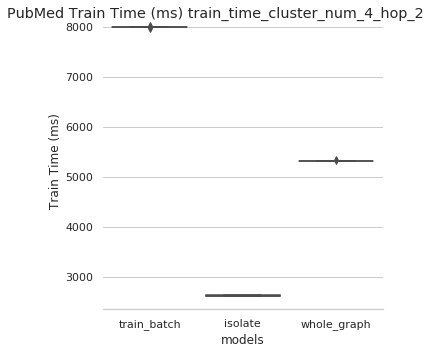 PubMed Train Time (ms) train_time_cluster_num_4_hop_2
8000
7000
6000
5000
4000
3000
Train Time (ms)
train_batch isolate whole_graph
models